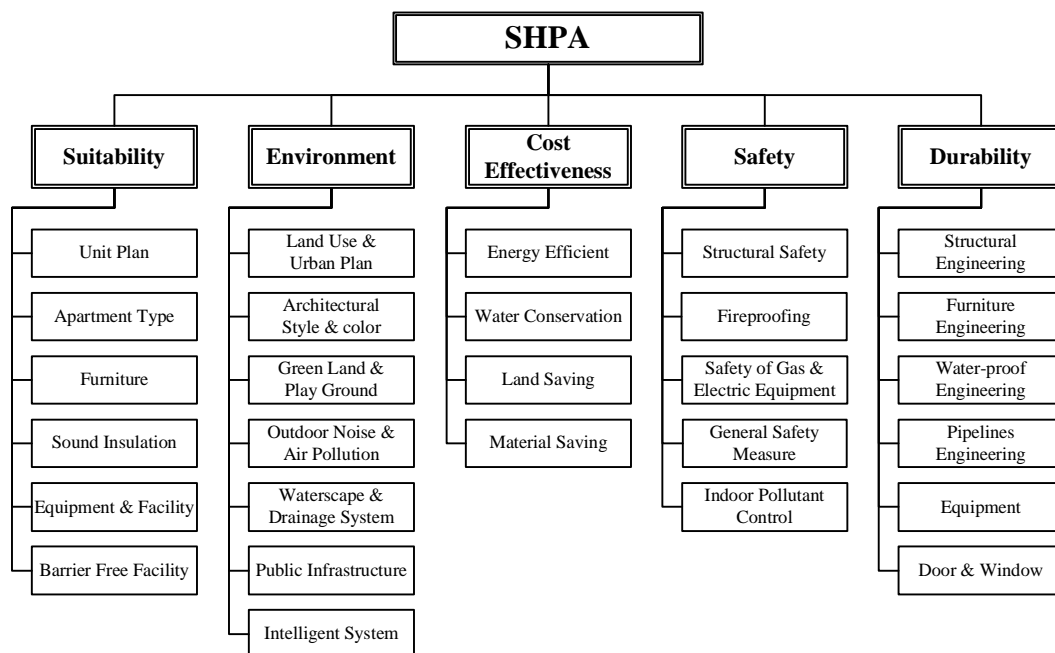 SHPA
Suitability
Environment
Cost
Effectiveness
Safety
Durability
Unit Plan
Apartment Type
Furniture
Sound Insulation
Equipment & Facility
Barrier Free Facility
Land Use &
Urban Plan
Architectural
Style & color
Green Land &
Play Ground
Outdoor Noise &
Air Pollution
Waterscape &
Drainage System
Public Infrastructure
Intelligent System
Energy Efficient
Water Conservation
Land Saving
Material Saving
Structural Safety
Fireproofing
Safety of Gas &
Electric Equipment
General Safety
Measure
Indoor Pollutant
Control
Structural
Engineering
Furniture
Engineering
Water-proof
Engineering
Pipelines
Engineering
Equipment
Door & Window